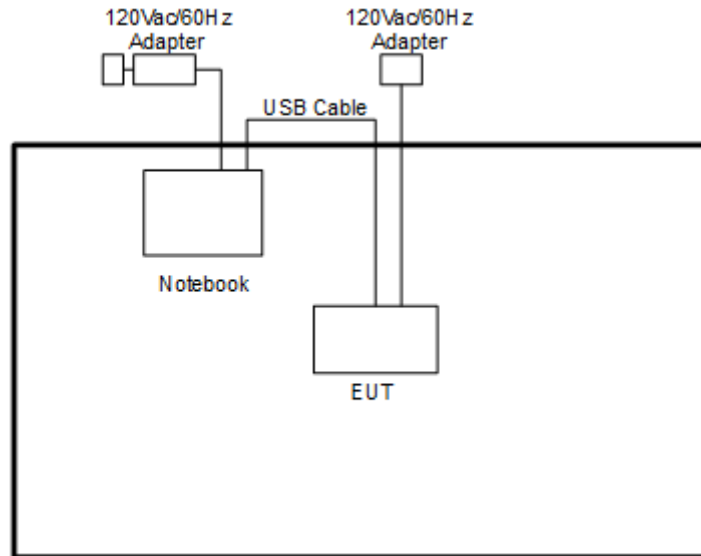 120Vac/60Hz
Adapter
120Vac/60Hz
Adapter
USB Cable
Notebook
EUT